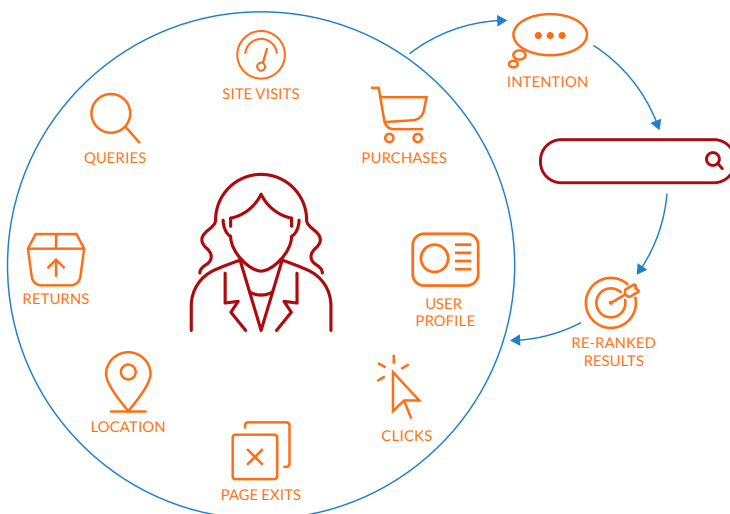 SITE VISITS
INTENTION
QUERIES
PURCHASES
RETURNS
USER
PROFILE
RE-RANKED
RESULTS
LOCATION
CLICKS
PAGE EXITS